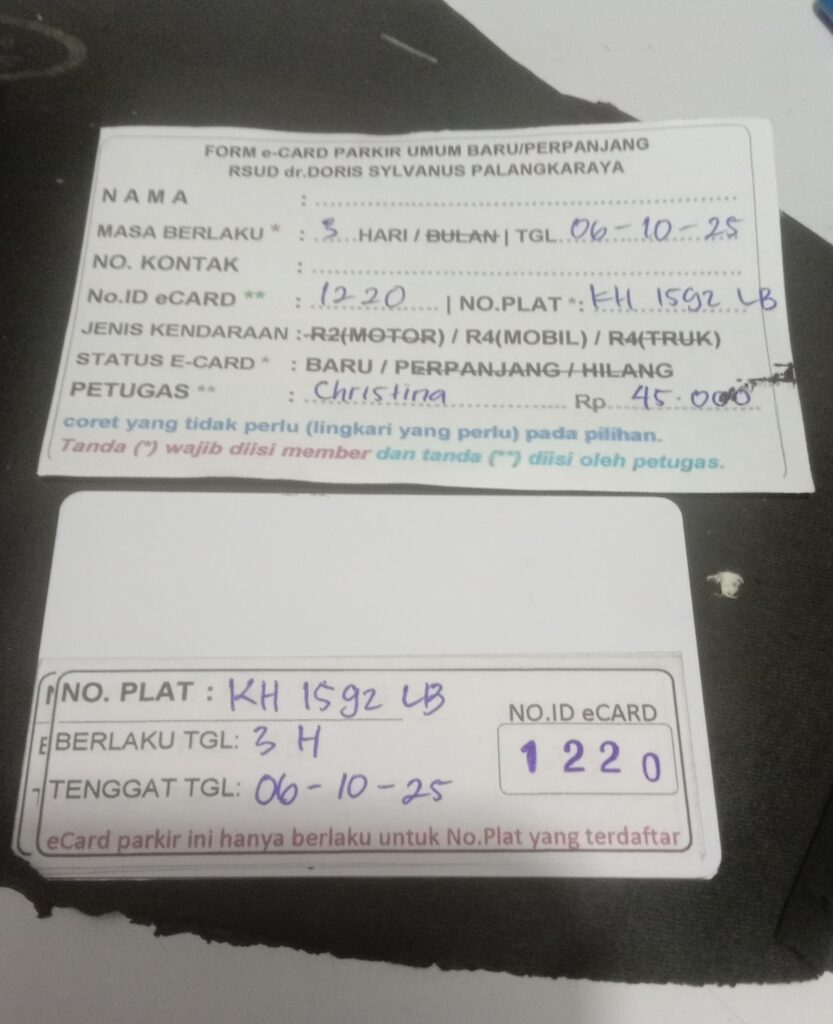 FORM e-CARD PARKIR UMUM BARU/PERPANJANG
RSUD dr.DORIS SYLVANUS PALANGKARAYA
N A M A :
MASA BERLAKU * : 3 HARI / BULAN | TGL 06-10-25
NO. KONTAK :
No.ID eCARD ** : 1220 | NO.PLAT *: KH 1592 LB
JENIS KENDARAAN : R2(MOTOR) / R4(MOBIL) / R4(TRUK)
STATUS E-CARD * : BARU / PERPANJANG / HILANG
PETUGAS ** : Christina Rp 45.000
coret yang tidak perlu (lingkari yang perlu) pada pilihan.
Tanda (*) wajib diisi member dan tanda (**) diisi oleh petugas.
NO. PLAT : KH 1592 LB
NO.ID eCARD
BERLAKU TGL: 3 H
1220
TENGGAT TGL: 06-10-25
eCard parkir ini hanya berlaku untuk No.Plat yang terdaftar